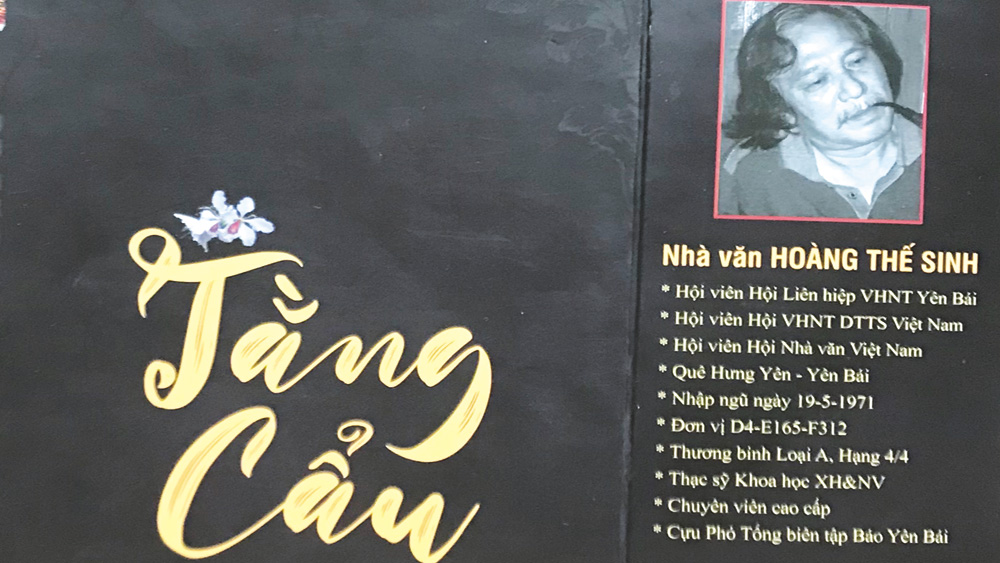 Tằng
Cẩu
Nhà văn HOÀNG THẾ SINH
* Hội viên Hội Liên hiệp VHNT Yên Bái
* Hội viên Hội VHNT DTTS Việt Nam
* Hội viên Hội Nhà văn Việt Nam
* Quê Hưng Yên - Yên Bái
* Nhập ngũ ngày 19-5-1971
* Đơn vị D4-E165-F312
* Thương binh Loại A, Hạng 4/4
* Thạc sỹ Khoa học XH&NV
* Chuyên viên cao cấp
* Cựu Phó Tổng biên tập Báo Yên Bái